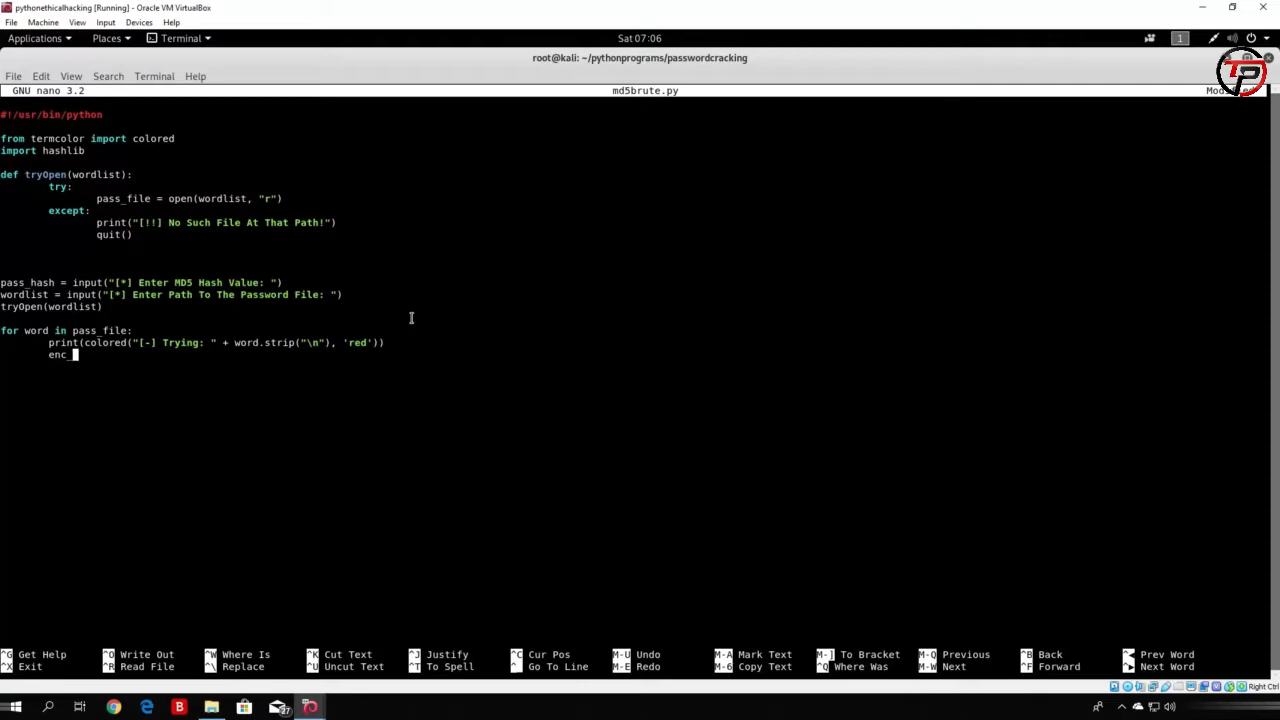 pythonethicalhacking [Running] - Oracle VM VirtualBox
File Machine View Input Devices Help
Applications Places Terminal Sat 07:06 1
root@kali: ~/pythonprograms/passwordcracking
TP
File Edit View Search Terminal Help
GNU nano 3.2 md5brute.py
#!/usr/bin/python
from termcolor import colored
import hashlib
def tryOpen(wordlist):
try:
pass_file = open(wordlist, "r")
except:
print("[!!] No Such File At That Path!")
quit()
pass_hash = input("[*] Enter MD5 Hash Value: ")
wordlist = input("[*] Enter Path To The Password File: ")
tryOpen(wordlist)
for word in pass_file:
print(colored("[-] Trying: " + word.strip("\n"), 'red'))
enc_
^G Get Help ^O Write Out ^W Where Is ^K Cut Text ^J Justify ^C Cur Pos M-U Undo M-A Mark Text M-] To Bracket M-Q Previous ^B Back Prev Word
^X Exit ^R Read File ^\ Replace ^U Uncut Text ^T To Spell Go To Line M-E Redo M-6 Copy Text ^Q Where Was M-W Next ^F Forward Next Word
Right Ctrl